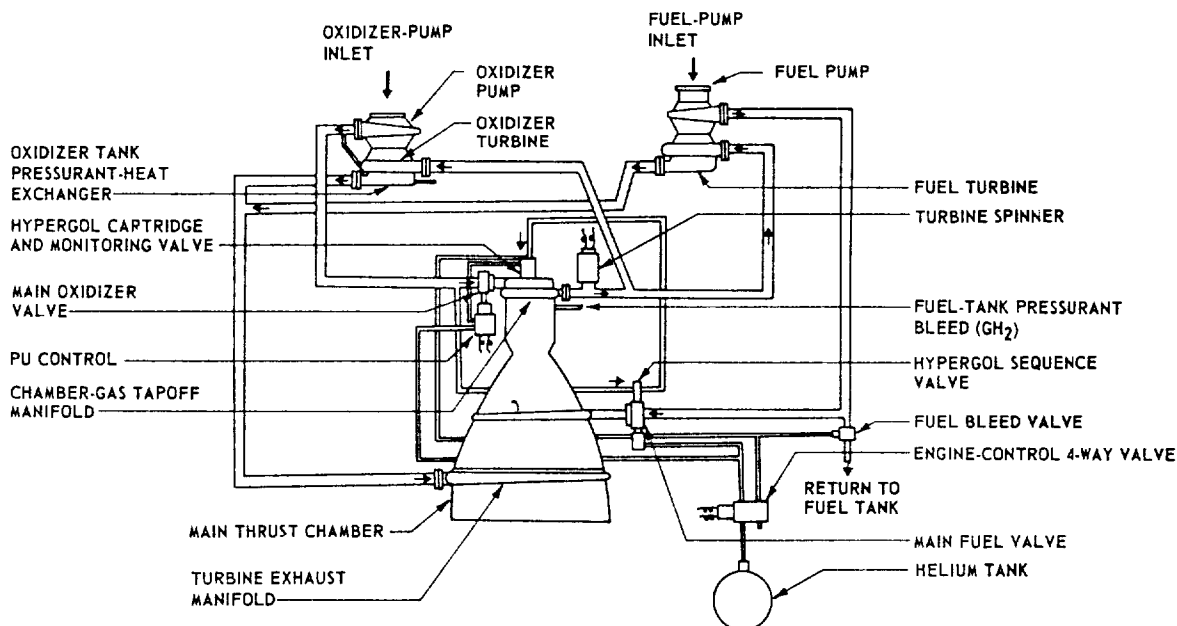 OXIDIZER-PUMP
INLET
FUEL-PUMP
INLET
OXIDIZER
PUMP
FUEL PUMP
OXIDIZER
TURBINE
OXIDIZER TANK
PRESSURANT-HEAT
EXCHANGER
FUEL TURBINE
HYPERGOL CARTRIDGE
AND MONITORING VALVE
TURBINE SPINNER
MAIN OXIDIZER
VALVE
FUEL-TANK PRESSURANT
BLEED (GH₂)
PU CONTROL
HYPERGOL SEQUENCE
VALVE
CHAMBER-GAS TAPOFF
MANIFOLD
FUEL BLEED VALVE
ENGINE-CONTROL 4-WAY VALVE
RETURN TO
FUEL TANK
MAIN THRUST CHAMBER
MAIN FUEL VALVE
TURBINE EXHAUST
MANIFOLD
HELIUM TANK